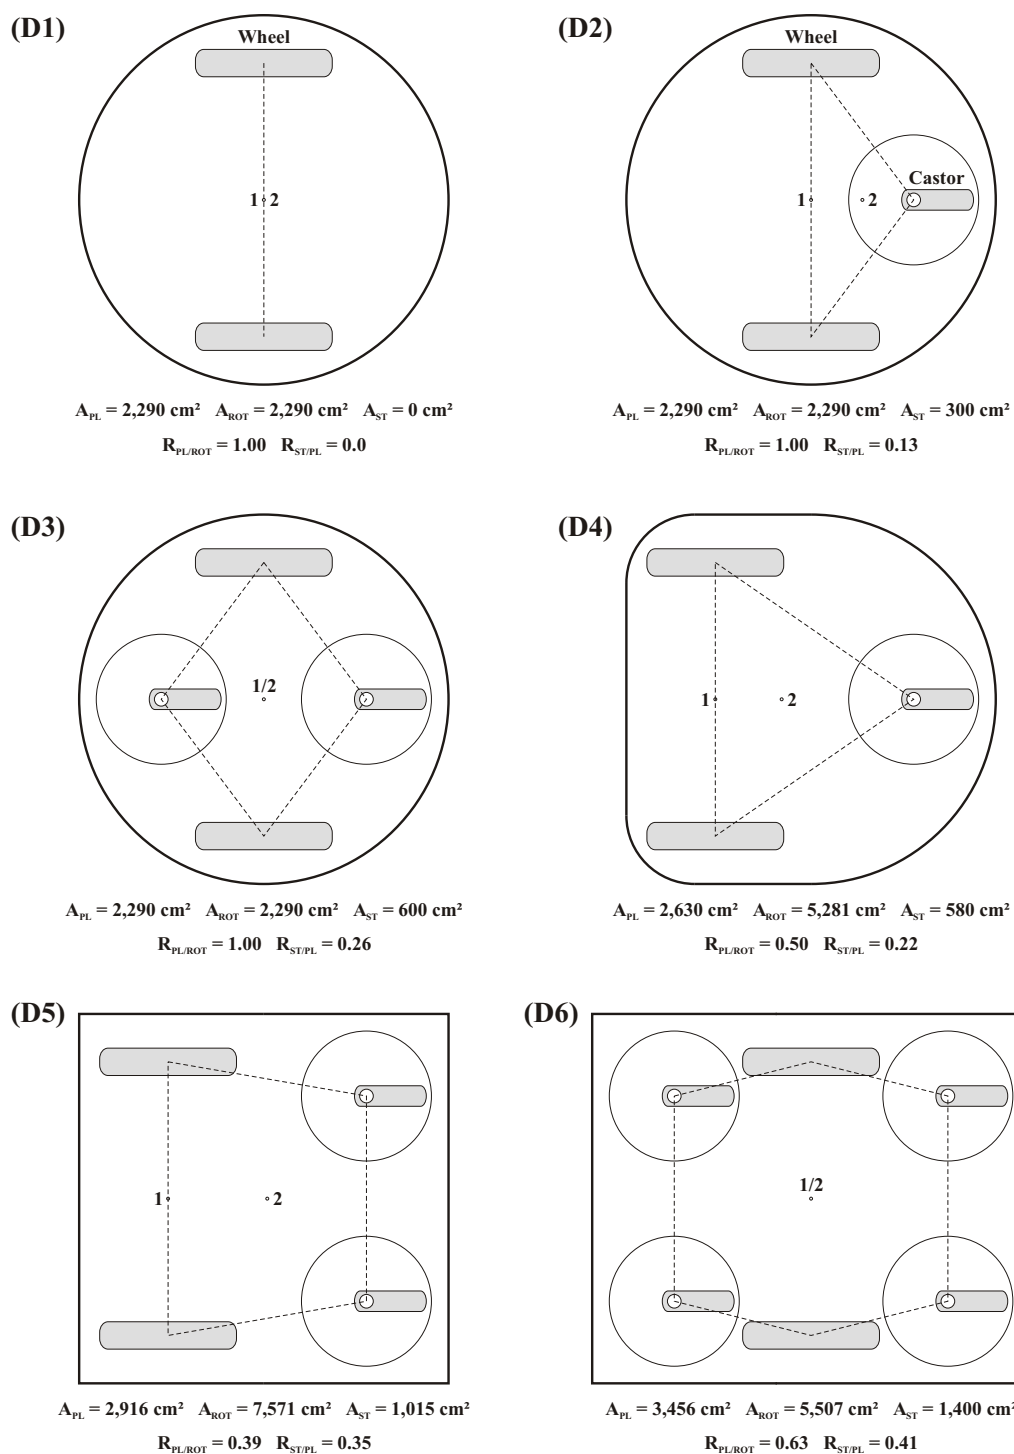 (D1)
Wheel
1 2
A_PL = 2,290 cm² A_ROT = 2,290 cm² A_ST = 0 cm²
R_PL/ROT = 1.00 R_ST/PL = 0.0
(D2)
Wheel
Castor
1 2
A_PL = 2,290 cm² A_ROT = 2,290 cm² A_ST = 300 cm²
R_PL/ROT = 1.00 R_ST/PL = 0.13
(D3)
1/2
A_PL = 2,290 cm² A_ROT = 2,290 cm² A_ST = 600 cm²
R_PL/ROT = 1.00 R_ST/PL = 0.26
(D4)
1 2
A_PL = 2,630 cm² A_ROT = 5,281 cm² A_ST = 580 cm²
R_PL/ROT = 0.50 R_ST/PL = 0.22
(D5)
1 2
A_PL = 2,916 cm² A_ROT = 7,571 cm² A_ST = 1,015 cm²
R_PL/ROT = 0.39 R_ST/PL = 0.35
(D6)
1/2
A_PL = 3,456 cm² A_ROT = 5,507 cm² A_ST = 1,400 cm²
R_PL/ROT = 0.63 R_ST/PL = 0.41